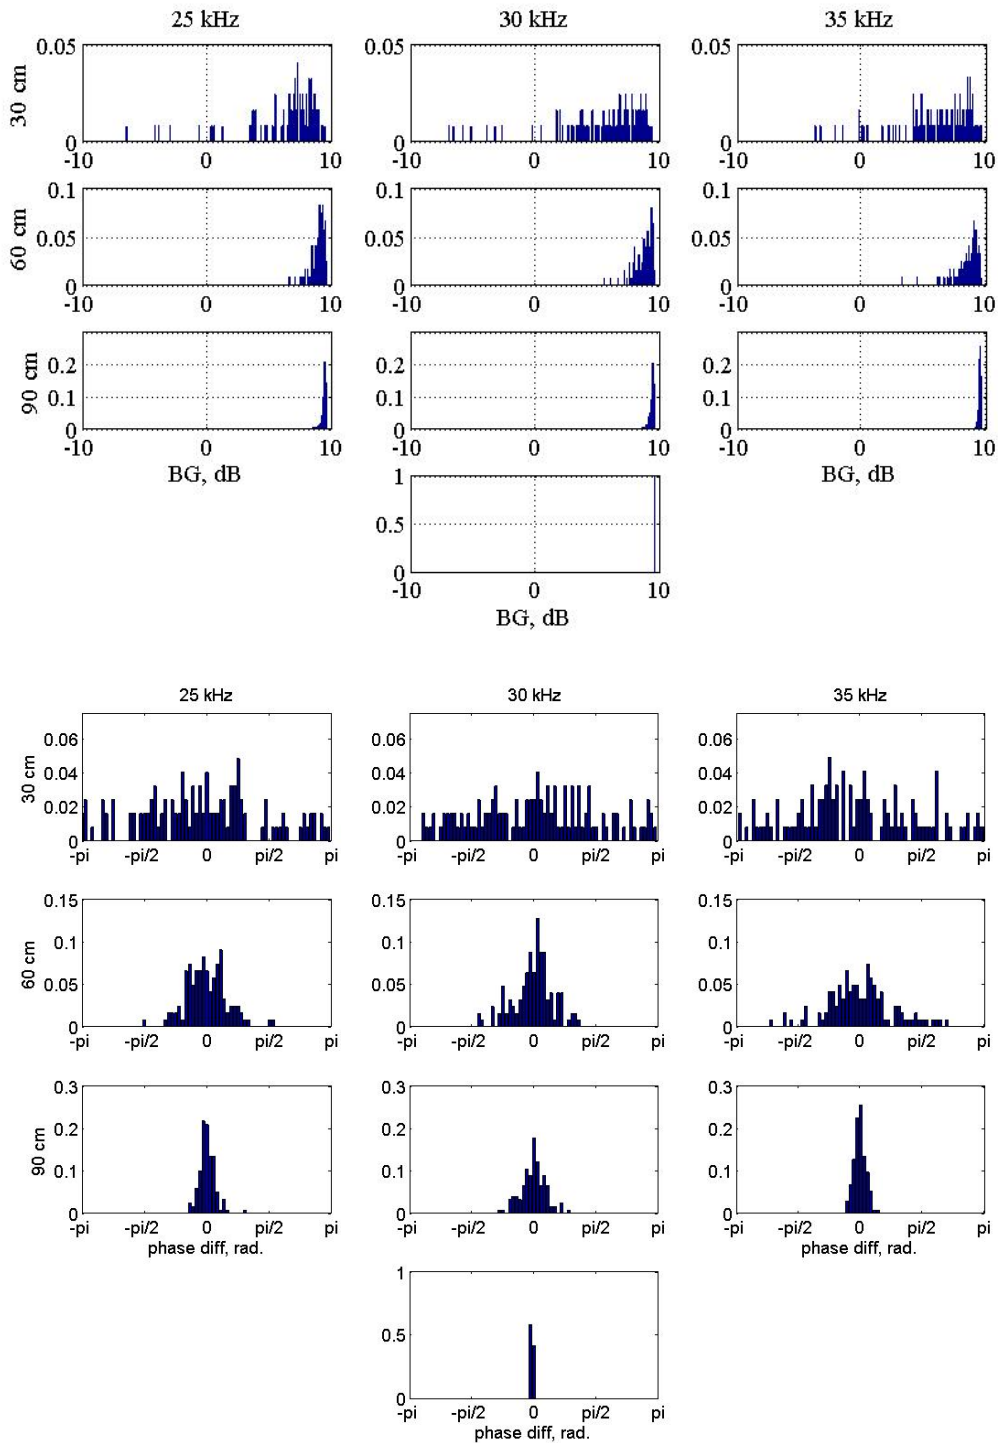 25 kHz 30 kHz 35 kHz
30 cm
0.05 0.05 0.05
0 0 0
-10 0 10 -10 0 10 -10 0 10
60 cm
0.1 0.1 0.1
0.05 0.05 0.05
0 0 0
-10 0 10 -10 0 10 -10 0 10
90 cm
0.2 0.2 0.2
0.1 0.1 0.1
0 0 0
-10 0 10 -10 0 10 -10 0 10
BG, dB BG, dB
1
0.5
0
-10 0 10
BG, dB
25 kHz 30 kHz 35 kHz
30 cm
0.06 0.06 0.06
0.04 0.04 0.04
0.02 0.02 0.02
0 0 0
-pi -pi/2 0 pi/2 pi -pi -pi/2 0 pi/2 pi -pi -pi/2 0 pi/2 pi
60 cm
0.15 0.15 0.15
0.1 0.1 0.1
0.05 0.05 0.05
0 0 0
-pi -pi/2 0 pi/2 pi -pi -pi/2 0 pi/2 pi -pi -pi/2 0 pi/2 pi
90 cm
0.3 0.3 0.3
0.2 0.2 0.2
0.1 0.1 0.1
0 0 0
-pi -pi/2 0 pi/2 pi -pi -pi/2 0 pi/2 pi -pi -pi/2 0 pi/2 pi
phase diff, rad. phase diff, rad.
1
0.5
0
-pi -pi/2 0 pi/2 pi
phase diff, rad.